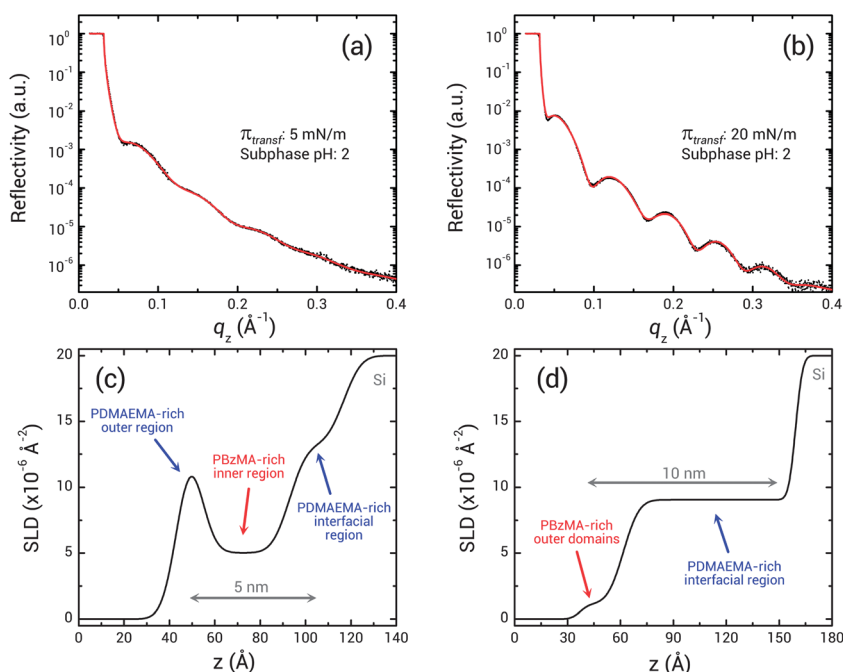 (a)
π_transf: 5 mN/m
Subphase pH: 2
Reflectivity (a.u.)
10⁰
10⁻¹
10⁻²
10⁻³
10⁻⁴
10⁻⁵
10⁻⁶
0.0 0.1 0.2 0.3 0.4
q_z (Å⁻¹)
(b)
π_transf: 20 mN/m
Subphase pH: 2
Reflectivity (a.u.)
10⁰
10⁻¹
10⁻²
10⁻³
10⁻⁴
10⁻⁵
10⁻⁶
0.0 0.1 0.2 0.3 0.4
q_z (Å⁻¹)
(c)
Si
PDMAEMA-rich
outer region
PBzMA-rich
inner region
PDMAEMA-rich
interfacial
region
5 nm
SLD (x10⁻⁶ Å⁻²)
20
15
10
5
0
0 20 40 60 80 100 120 140
z (Å)
(d)
Si
10 nm
PBzMA-rich
outer domains
PDMAEMA-rich
interfacial region
SLD (x10⁻⁶ Å⁻²)
20
15
10
5
0
0 30 60 90 120 150 180
z (Å)